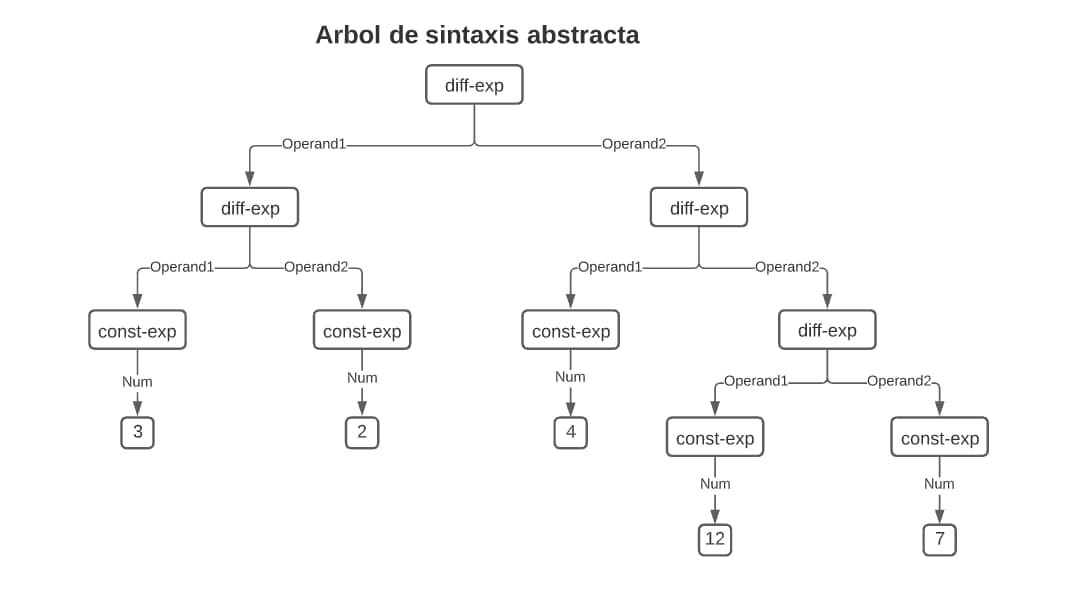 Arbol de sintaxis abstracta
diff-exp
Operand1 Operand2
diff-exp diff-exp
Operand1 Operand2 Operand1 Operand2
const-exp const-exp const-exp diff-exp
Num Num Num Operand1 Operand2
3 2 4 const-exp const-exp
Num Num
12 7